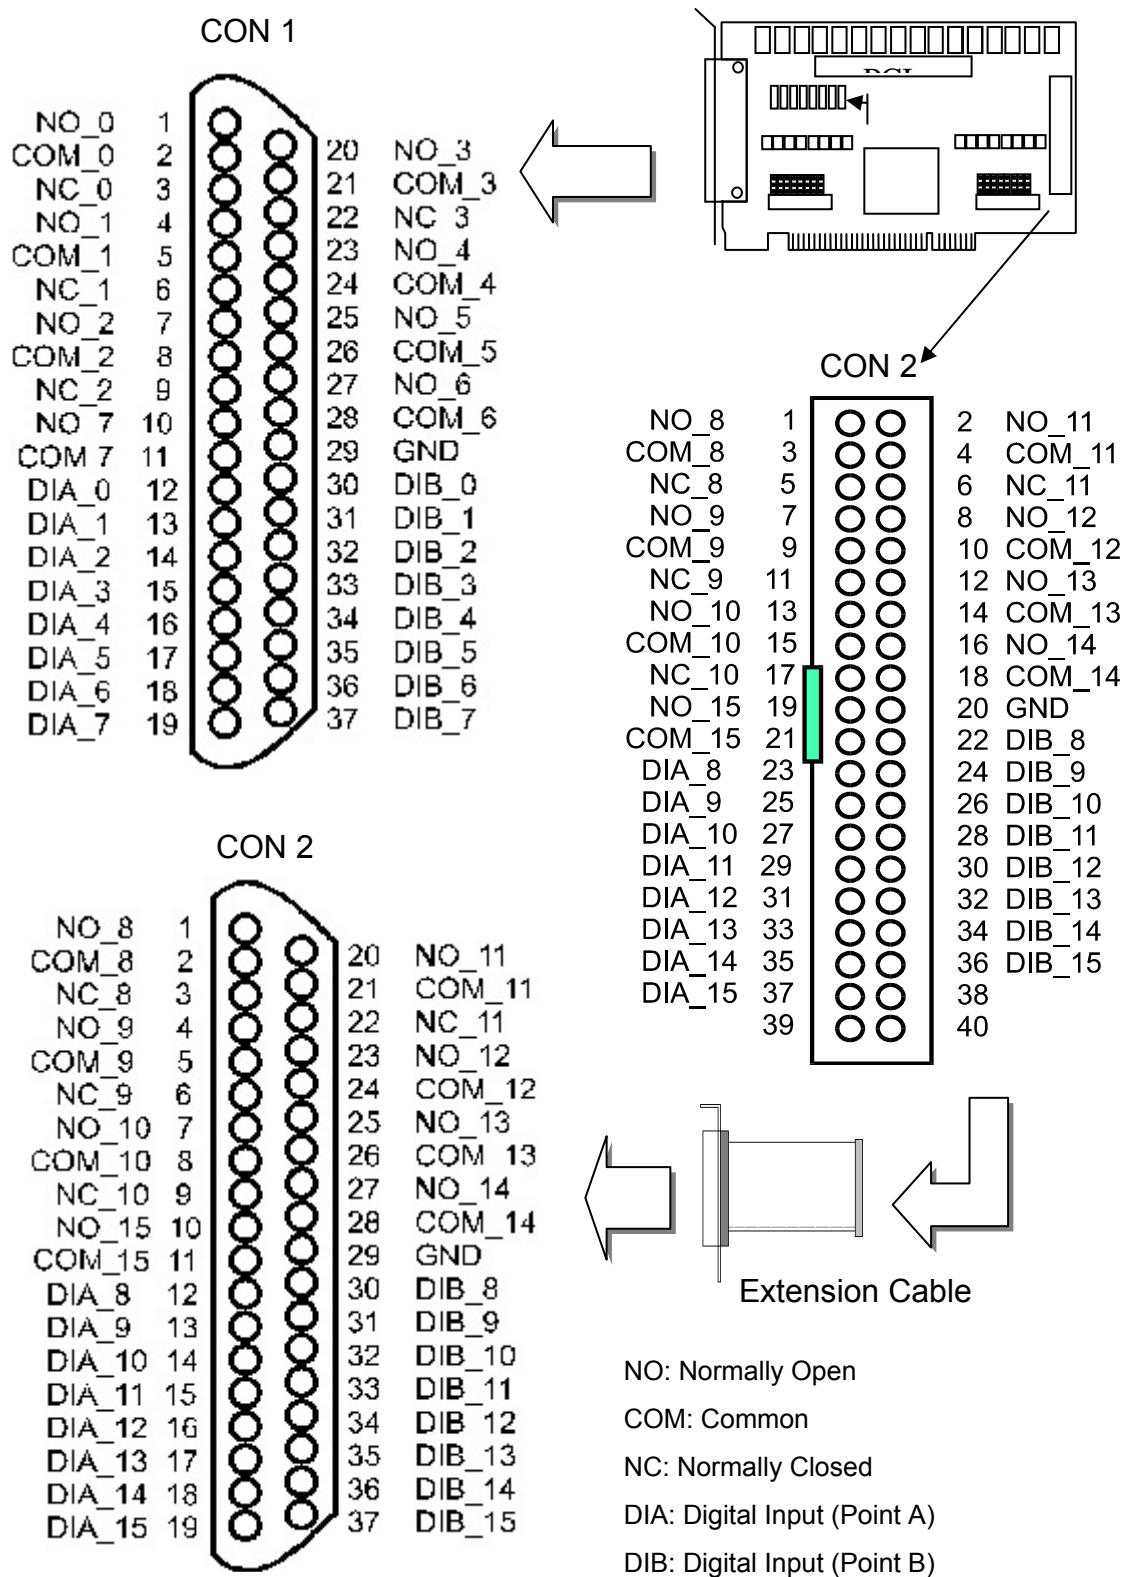 CON 1
NO_0 1
COM_0 2
NC_0 3
NO_1 4
COM_1 5
NC_1 6
NO_2 7
COM_2 8
NC_2 9
NO 7 10
COM 7 11
DIA_0 12
DIA_1 13
DIA_2 14
DIA_3 15
DIA_4 16
DIA_5 17
DIA_6 18
DIA_7 19
20 NO_3
21 COM_3
22 NC 3
23 NO_4
24 COM_4
25 NO_5
26 COM_5
27 NO_6
28 COM_6
29 GND
30 DIB_0
31 DIB_1
32 DIB_2
33 DIB_3
34 DIB_4
35 DIB_5
36 DIB_6
37 DIB_7
CON 2
NO_8 1
COM_8 3
NC_8 5
NO_9 7
COM_9 9
NC_9 11
NO_10 13
COM_10 15
NC_10 17
NO_15 19
COM_15 21
DIA_8 23
DIA_9 25
DIA_10 27
DIA_11 29
DIA_12 31
DIA_13 33
DIA_14 35
DIA_15 37
39
2 NO_11
4 COM_11
6 NC_11
8 NO_12
10 COM_12
12 NO_13
14 COM_13
16 NO_14
18 COM_14
20 GND
22 DIB_8
24 DIB_9
26 DIB_10
28 DIB_11
30 DIB_12
32 DIB_13
34 DIB_14
36 DIB_15
38
40
CON 2
NO_8 1
COM_8 2
NC_8 3
NO_9 4
COM_9 5
NC_9 6
NO_10 7
COM_10 8
NC_10 9
NO_15 10
COM_15 11
DIA_8 12
DIA_9 13
DIA_10 14
DIA_11 15
DIA_12 16
DIA_13 17
DIA_14 18
DIA_15 19
20 NO_11
21 COM_11
22 NC_11
23 NO_12
24 COM_12
25 NO_13
26 COM_13
27 NO_14
28 COM_14
29 GND
30 DIB_8
31 DIB_9
32 DIB_10
33 DIB_11
34 DIB_12
35 DIB_13
36 DIB_14
37 DIB_15
Extension Cable
NO: Normally Open
COM: Common
NC: Normally Closed
DIA: Digital Input (Point A)
DIB: Digital Input (Point B)